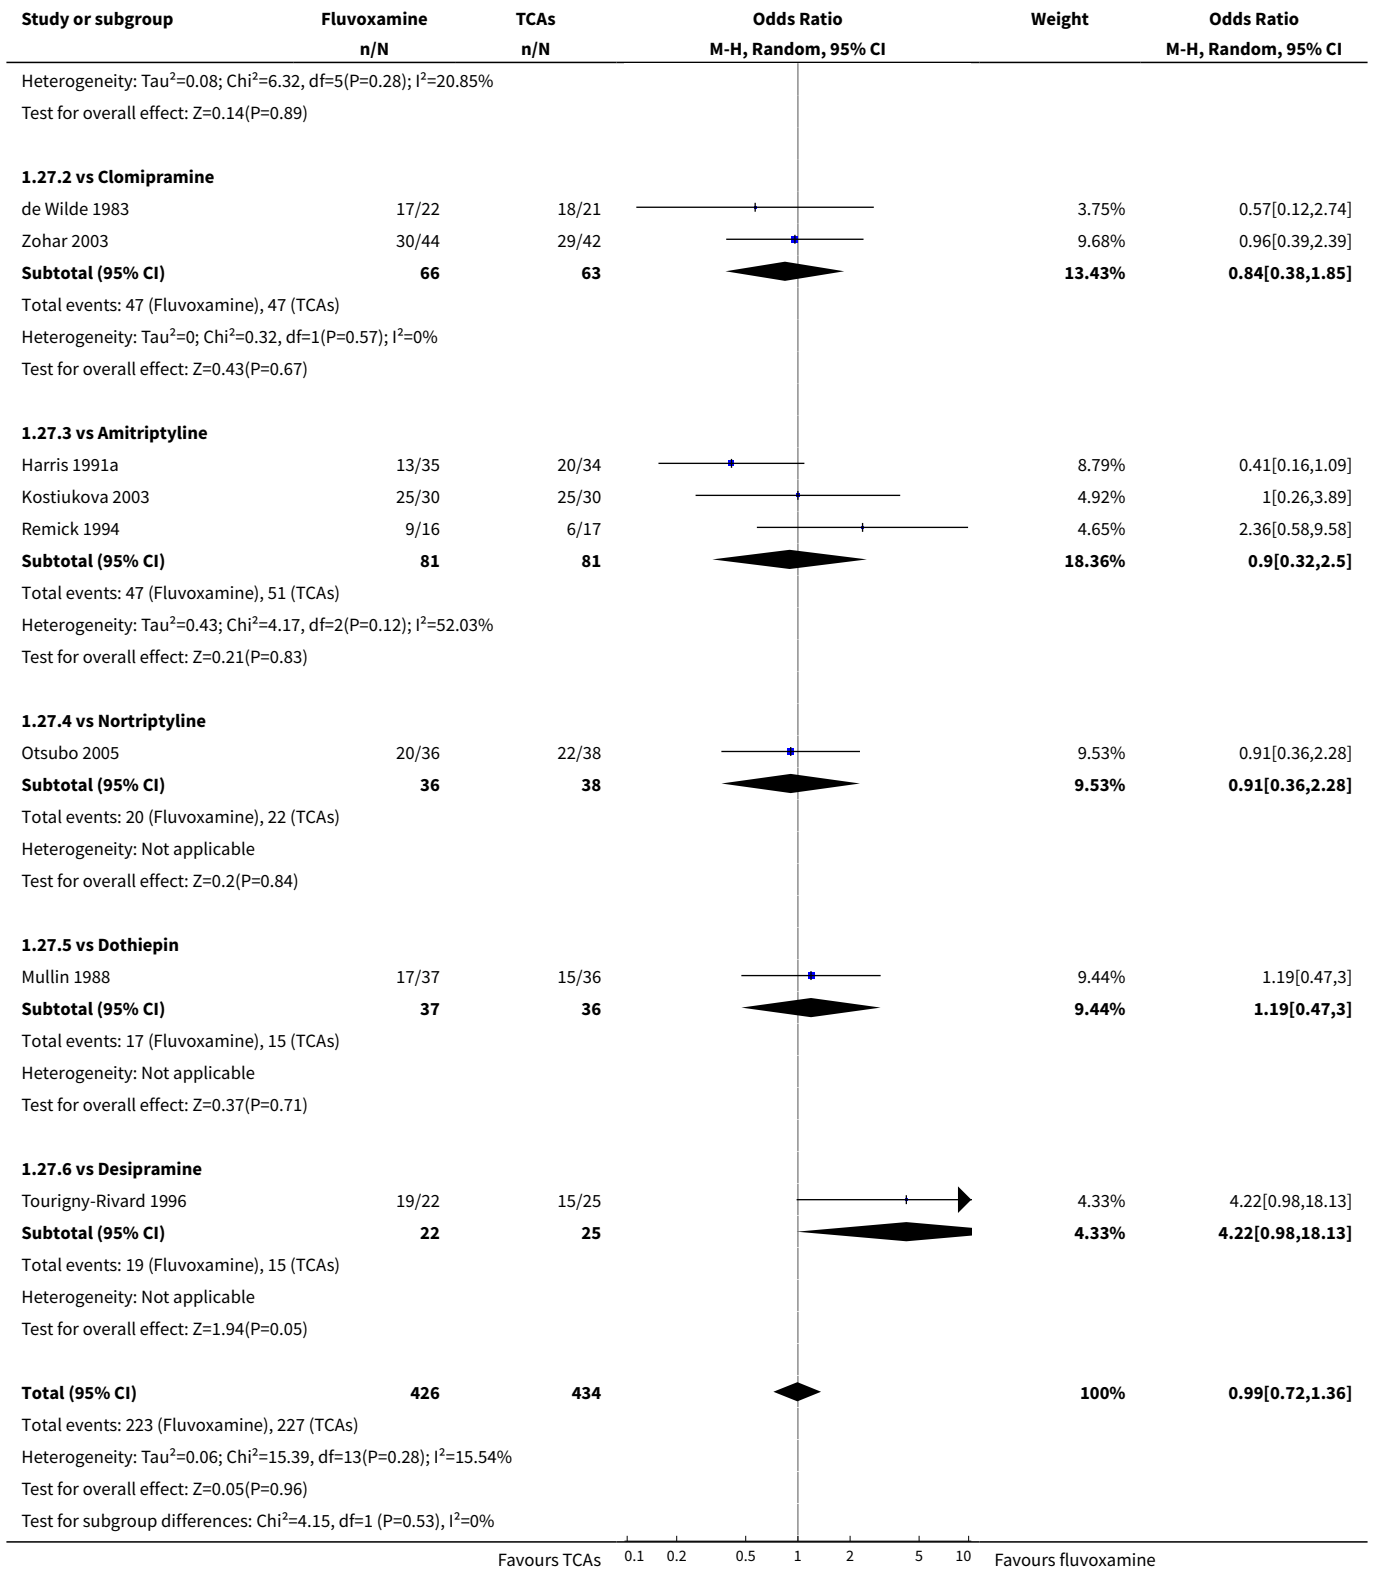 Study or subgroup Fluvoxamine TCAs Odds Ratio Weight Odds Ratio
n/N n/N M-H, Random, 95% CI M-H, Random, 95% CI
Heterogeneity: Tau²=0.08; Chi²=6.32, df=5(P=0.28); I²=20.85%
Test for overall effect: Z=0.14(P=0.89)
1.27.2 vs Clomipramine
de Wilde 1983 17/22 18/21 3.75% 0.57[0.12,2.74]
Zohar 2003 30/44 29/42 9.68% 0.96[0.39,2.39]
Subtotal (95% CI) 66 63 13.43% 0.84[0.38,1.85]
Total events: 47 (Fluvoxamine), 47 (TCAs)
Heterogeneity: Tau²=0; Chi²=0.32, df=1(P=0.57); I²=0%
Test for overall effect: Z=0.43(P=0.67)
1.27.3 vs Amitriptyline
Harris 1991a 13/35 20/34 8.79% 0.41[0.16,1.09]
Kostiukova 2003 25/30 25/30 4.92% 1[0.26,3.89]
Remick 1994 9/16 6/17 4.65% 2.36[0.58,9.58]
Subtotal (95% CI) 81 81 18.36% 0.9[0.32,2.5]
Total events: 47 (Fluvoxamine), 51 (TCAs)
Heterogeneity: Tau²=0.43; Chi²=4.17, df=2(P=0.12); I²=52.03%
Test for overall effect: Z=0.21(P=0.83)
1.27.4 vs Nortriptyline
Otsubo 2005 20/36 22/38 9.53% 0.91[0.36,2.28]
Subtotal (95% CI) 36 38 9.53% 0.91[0.36,2.28]
Total events: 20 (Fluvoxamine), 22 (TCAs)
Heterogeneity: Not applicable
Test for overall effect: Z=0.2(P=0.84)
1.27.5 vs Dothiepin
Mullin 1988 17/37 15/36 9.44% 1.19[0.47,3]
Subtotal (95% CI) 37 36 9.44% 1.19[0.47,3]
Total events: 17 (Fluvoxamine), 15 (TCAs)
Heterogeneity: Not applicable
Test for overall effect: Z=0.37(P=0.71)
1.27.6 vs Desipramine
Tourigny-Rivard 1996 19/22 15/25 4.33% 4.22[0.98,18.13]
Subtotal (95% CI) 22 25 4.33% 4.22[0.98,18.13]
Total events: 19 (Fluvoxamine), 15 (TCAs)
Heterogeneity: Not applicable
Test for overall effect: Z=1.94(P=0.05)
Total (95% CI) 426 434 100% 0.99[0.72,1.36]
Total events: 223 (Fluvoxamine), 227 (TCAs)
Heterogeneity: Tau²=0.06; Chi²=15.39, df=13(P=0.28); I²=15.54%
Test for overall effect: Z=0.05(P=0.96)
Test for subgroup differences: Chi²=4.15, df=1 (P=0.53), I²=0%
Favours TCAs 0.1 0.2 0.5 1 2 5 10 Favours fluvoxamine